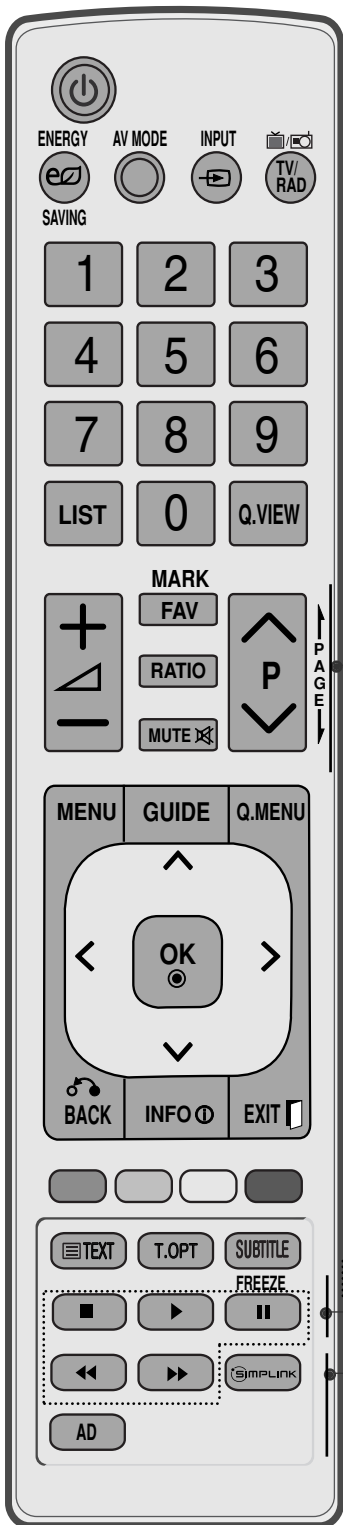 ENERGY AV MODE INPUT
TV/
RAD
SAVING
1 2 3
4 5 6
7 8 9
LIST 0 Q.VIEW
MARK
FAV
RATIO P
MUTE
PAGE
MENU GUIDE Q.MENU
OK
BACK INFO EXIT
TEXT T.OPT SUBTITLE
FREEZE
SIMPLINK
AD